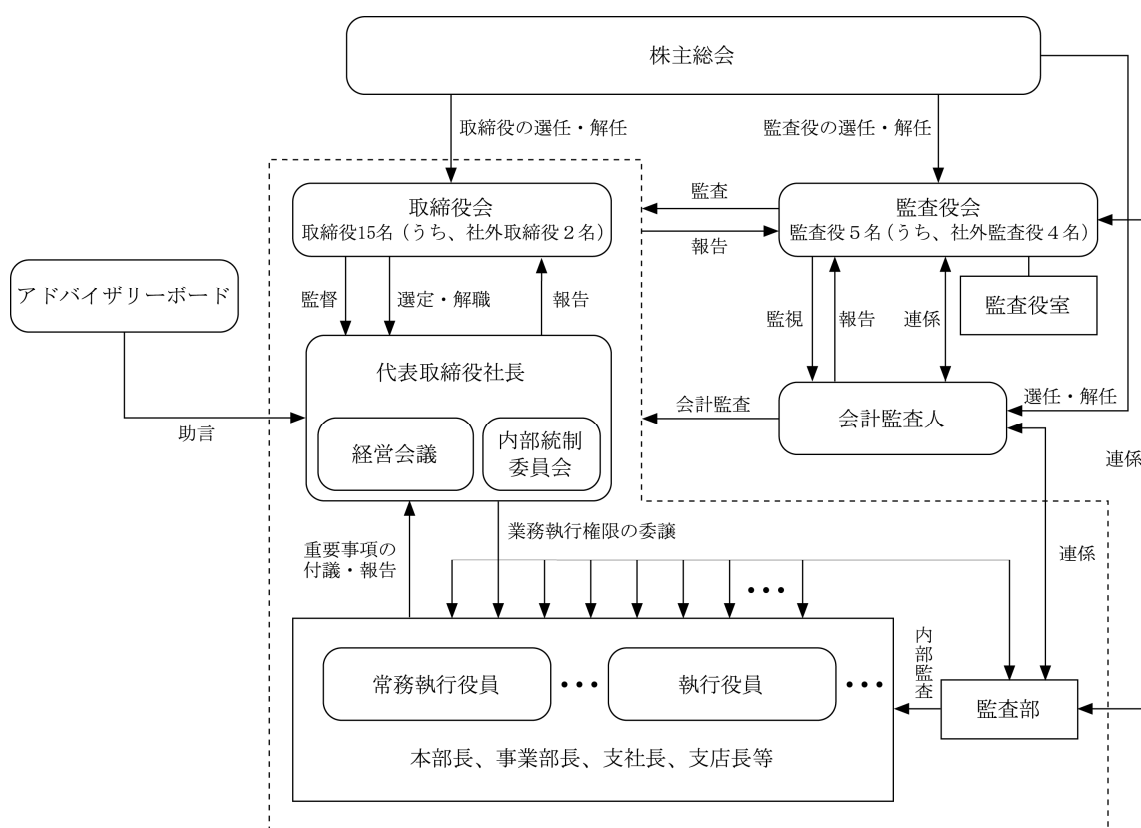 株主総会
取締役の選任・解任
監査役の選任・解任
取締役会
取締役15名（うち、社外取締役２名）
監査
報告
監査役会
監査役５名（うち、社外監査役４名）
アドバイザリーボード
監督
選定・解職
報告
監視
報告
連係
監査役室
代表取締役社長
経営会議
内部統制
委員会
助言
会計監査
会計監査人
選任・解任
連係
重要事項の
付議・報告
業務執行権限の委譲
連係
•••
常務執行役員
•••
執行役員
•••
本部長、事業部長、支社長、支店長等
内部監査
監査部